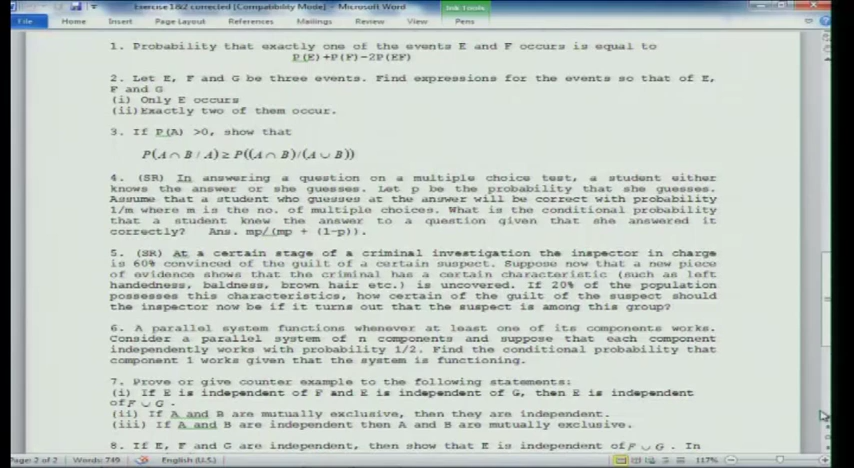 Exercise 1&2 corrected [Compatibility Mode] - Microsoft Word
Ink Tools
File Home Insert Page Layout References Mailings Review View Pens
1. Probability that exactly one of the events E and F occurs is equal to
P(E)+P(F)-2P(EF)
2. Let E, F and G be three events. Find expressions for the events so that of E,
F and G
(i) Only E occurs
(ii)Exactly two of them occur.
3. If P(A) >0, show that
P(A ∩ B / A) ≥ P((A ∩ B)/(A ∪ B))
4. (SR) In answering a question on a multiple choice test, a student either
knows the answer or she guesses. Let p be the probability that she guesses.
Assume that a student who guesses at the answer will be correct with probability
1/m where m is the no. of multiple choices. What is the conditional probability
that a student knew the answer to a question given that she answered it
correctly? Ans. mp/(mp + (1-p)).
5. (SR) At a certain stage of a criminal investigation the inspector in charge
is 60% convinced of the guilt of a certain suspect. Suppose now that a new piece
of evidence shows that the criminal has a certain characteristic (such as left
handedness, baldness, brown hair etc.) is uncovered. If 20% of the population
possesses this characteristics, how certain of the guilt of the suspect should
the inspector now be if it turns out that the suspect is among this group?
6. A parallel system functions whenever at least one of its components works.
Consider a parallel system of n components and suppose that each component
independently works with probability 1/2. Find the conditional probability that
component 1 works given that the system is functioning.
7. Prove or give counter example to the following statements:
(i) If E is independent of F and E is independent of G, then E is independent
of F ∪ G .
(ii) If A and B are mutually exclusive, then they are independent.
(iii) If A and B are independent then A and B are mutually exclusive.
8. If E, F and G are independent, then show that E is independent of F ∪ G . In
Page: 2 of 2 Words: 749 English (U.S.) 117%